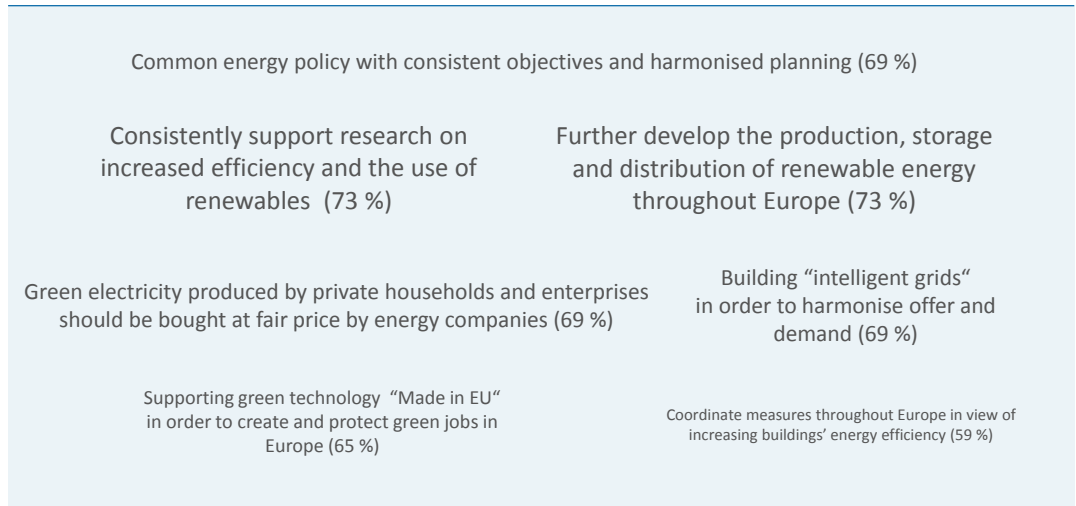 Common energy policy with consistent objectives and harmonised planning (69 %)
Consistently support research on
increased efficiency and the use of
renewables  (73 %)
Further develop the production, storage
and distribution of renewable energy
throughout Europe (73 %)
Green electricity produced by private households and enterprises
should be bought at fair price by energy companies (69 %)
Building “intelligent grids“
in order to harmonise offer and
demand (69 %)
Supporting green technology  “Made in EU“
in order to create and protect green jobs in
Europe (65 %)
Coordinate measures throughout Europe in view of
increasing buildings’ energy efficiency (59 %)